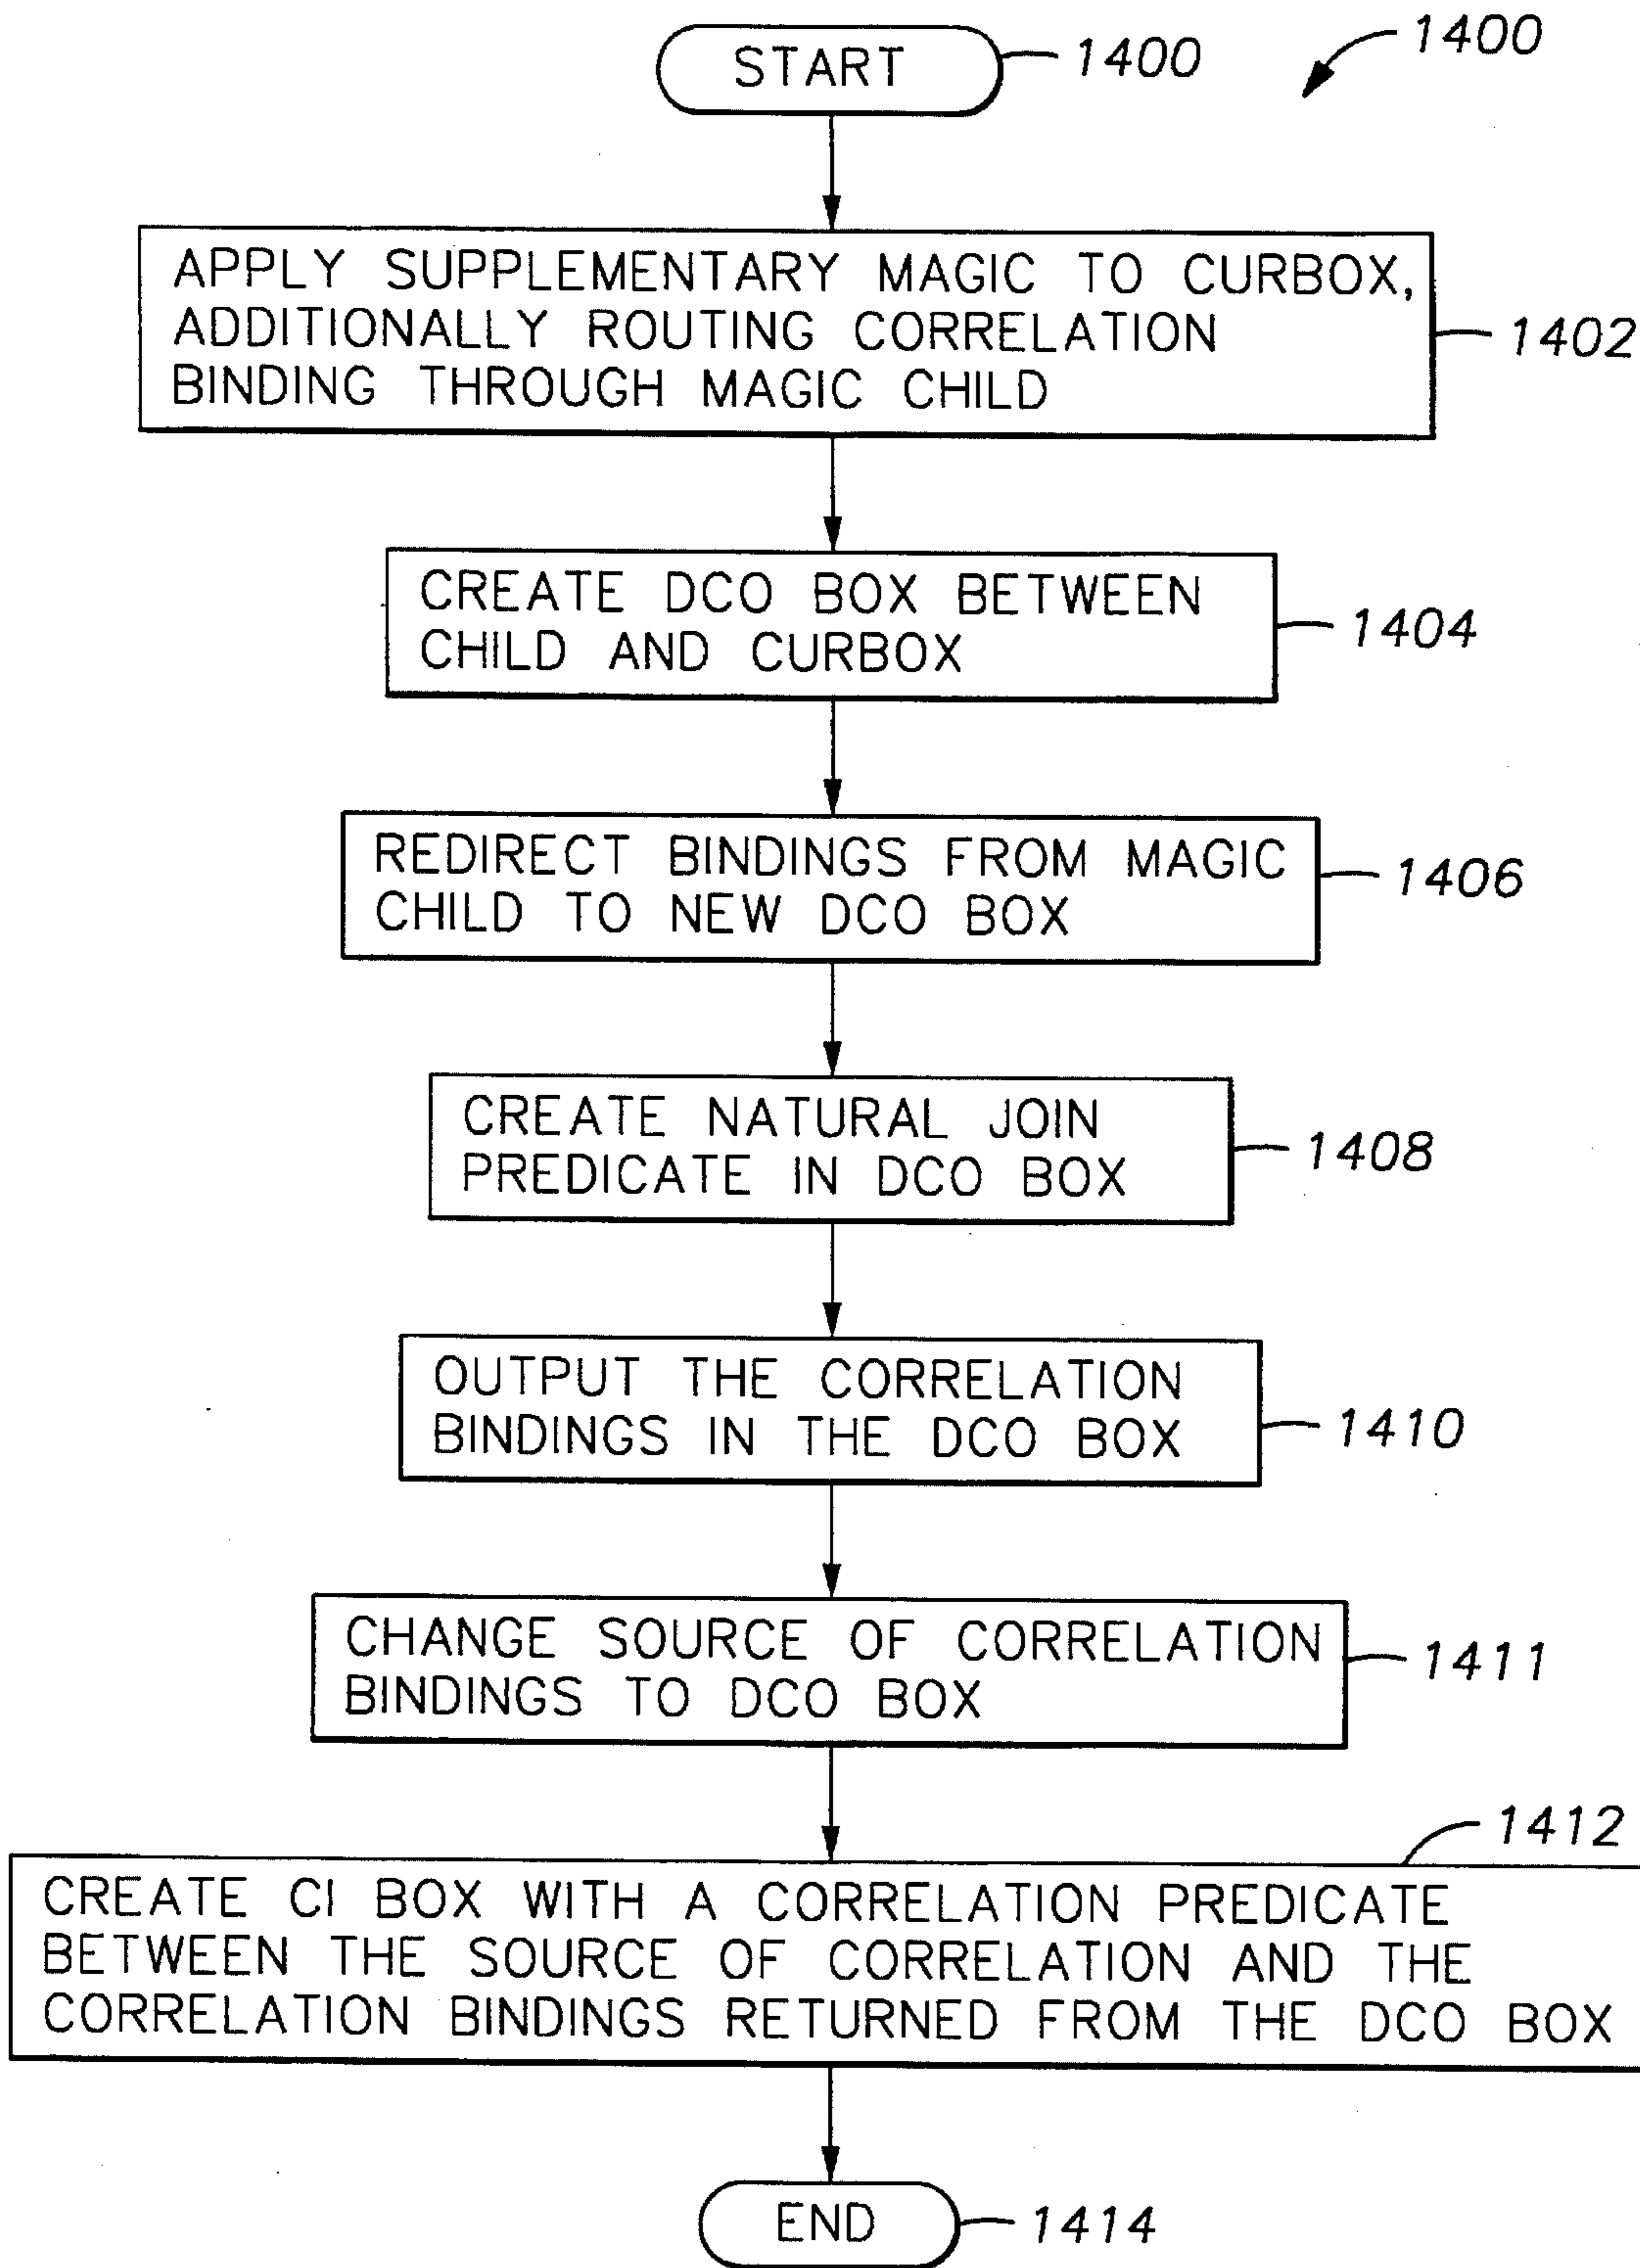 START
1400
1400
APPLY SUPPLEMENTARY MAGIC TO CURBOX,
ADDITIONALLY ROUTING CORRELATION
BINDING THROUGH MAGIC CHILD
1402
CREATE DCO BOX BETWEEN
CHILD AND CURBOX
1404
REDIRECT BINDINGS FROM MAGIC
CHILD TO NEW DCO BOX
1406
CREATE NATURAL JOIN
PREDICATE IN DCO BOX
1408
OUTPUT THE CORRELATION
BINDINGS IN THE DCO BOX
1410
CHANGE SOURCE OF CORRELATION
BINDINGS TO DCO BOX
1411
1412
CREATE CI BOX WITH A CORRELATION PREDICATE
BETWEEN THE SOURCE OF CORRELATION AND THE
CORRELATION BINDINGS RETURNED FROM THE DCO BOX
END
1414